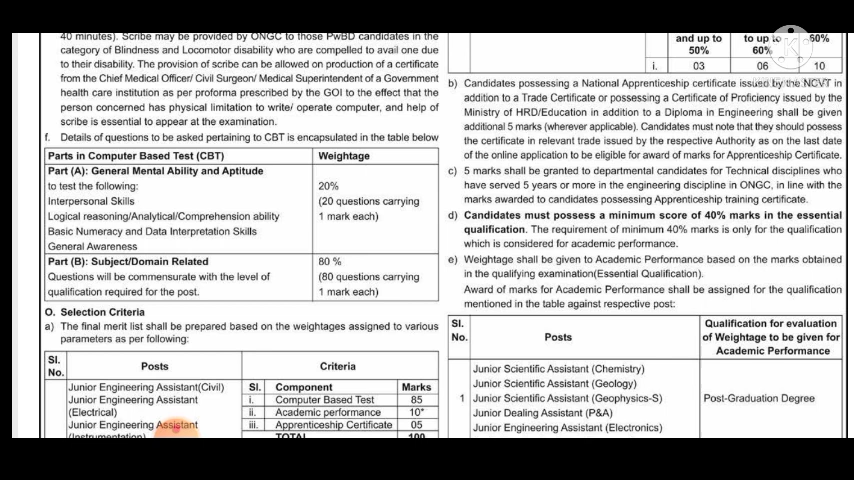 40 minutes). Scribe may be provided by ONGC to those PwBD candidates in the
category of Blindness and Locomotor disability who are compelled to avail one due
to their disability. The provision of scribe can be allowed on production of a certificate
from the Chief Medical Officer/ Civil Surgeon/ Medical Superintendent of a Government
health care institution as per proforma prescribed by the GOI to the effect that the
person concerned has physical limitation to write/ operate computer, and help of
scribe is essential to appear at the examination.
f. Details of questions to be asked pertaining to CBT is encapsulated in the table below
Parts in Computer Based Test (CBT) Weightage
Part (A): General Mental Ability and Aptitude
to test the following: 20%
Interpersonal Skills (20 questions carrying
Logical reasoning/Analytical/Comprehension ability 1 mark each)
Basic Numeracy and Data Interpretation Skills
General Awareness
Part (B): Subject/Domain Related 80 %
Questions will be commensurate with the level of (80 questions carrying
qualification required for the post. 1 mark each)
O. Selection Criteria
a) The final merit list shall be prepared based on the weightages assigned to various
parameters as per following:
Sl. No. Posts Criteria
Junior Engineering Assistant(Civil) Sl. Component Marks
Junior Engineering Assistant i. Computer Based Test 85
(Electrical) ii. Academic performance 10*
Junior Engineering Assistant iii. Apprenticeship Certificate 05
(Instrumentation) TOTAL 100
and up to 50% to up to 60% 60%
i. 03 06 10
b) Candidates possessing a National Apprenticeship certificate issued by the NCVT in
addition to a Trade Certificate or possessing a Certificate of Proficiency issued by the
Ministry of HRD/Education in addition to a Diploma in Engineering shall be given
additional 5 marks (wherever applicable). Candidates must note that they should possess
the certificate in relevant trade issued by the respective Authority as on the last date
of the online application to be eligible for award of marks for Apprenticeship Certificate.
c) 5 marks shall be granted to departmental candidates for Technical disciplines who
have served 5 years or more in the engineering discipline in ONGC, in line with the
marks awarded to candidates possessing Apprenticeship training certificate.
d) Candidates must possess a minimum score of 40% marks in the essential
qualification. The requirement of minimum 40% marks is only for the qualification
which is considered for academic performance.
e) Weightage shall be given to Academic Performance based on the marks obtained
in the qualifying examination(Essential Qualification).
Award of marks for Academic Performance shall be assigned for the qualification
mentioned in the table against respective post:
Sl. No. Posts Qualification for evaluation of Weightage to be given for Academic Performance
Junior Scientific Assistant (Chemistry)
Junior Scientific Assistant (Geology)
1 Junior Scientific Assistant (Geophysics-S) Post-Graduation Degree
Junior Dealing Assistant (P&A)
Junior Engineering Assistant (Electronics)